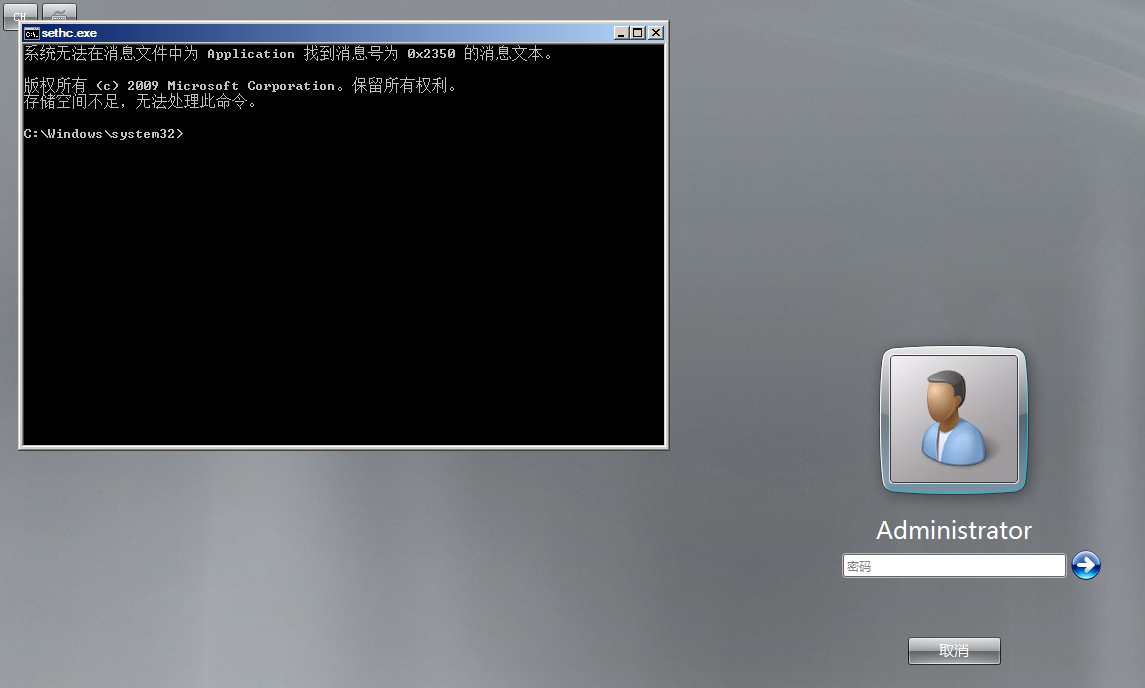 CH
sethc.exe
系统无法在消息文件中为 Application 找到消息号为 0x2350 的消息文本。
版权所有 (c) 2009 Microsoft Corporation。保留所有权利。
存储空间不足，无法处理此命令。
C:\Windows\system32>
Administrator
密码
取消